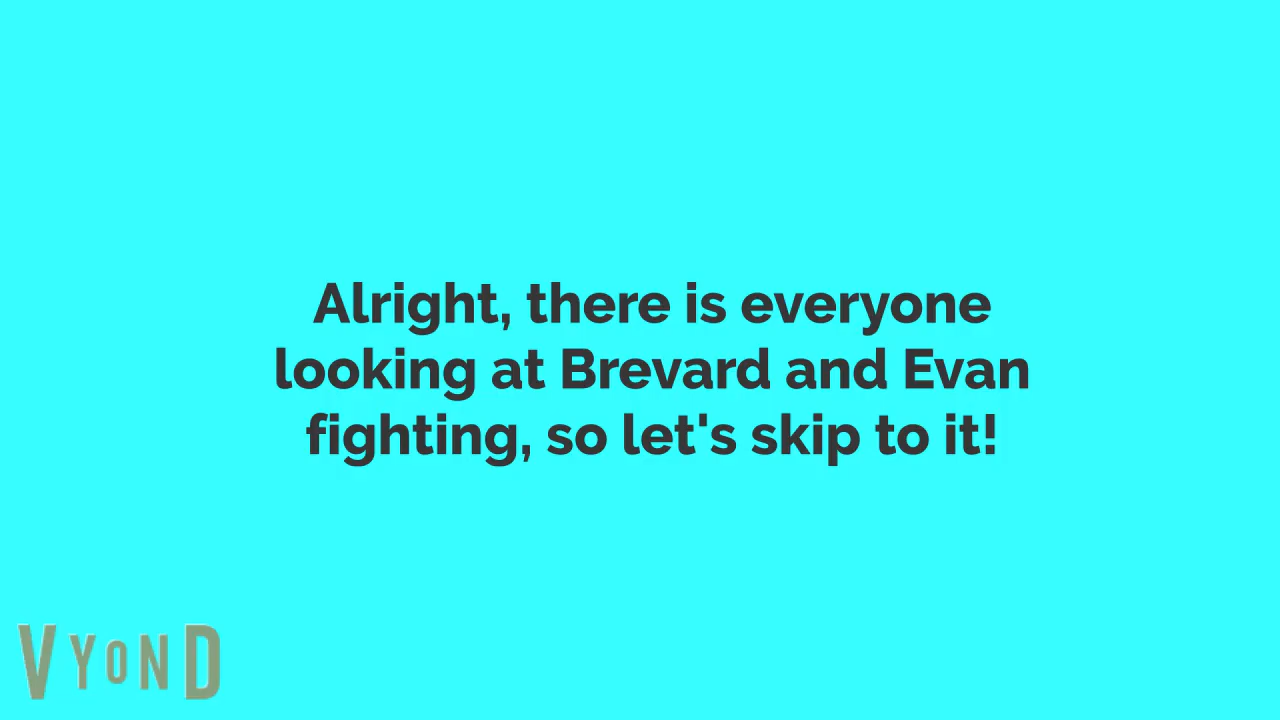 Alright, there is everyone
looking at Brevard and Evan
fighting, so let's skip to it!
VYOND